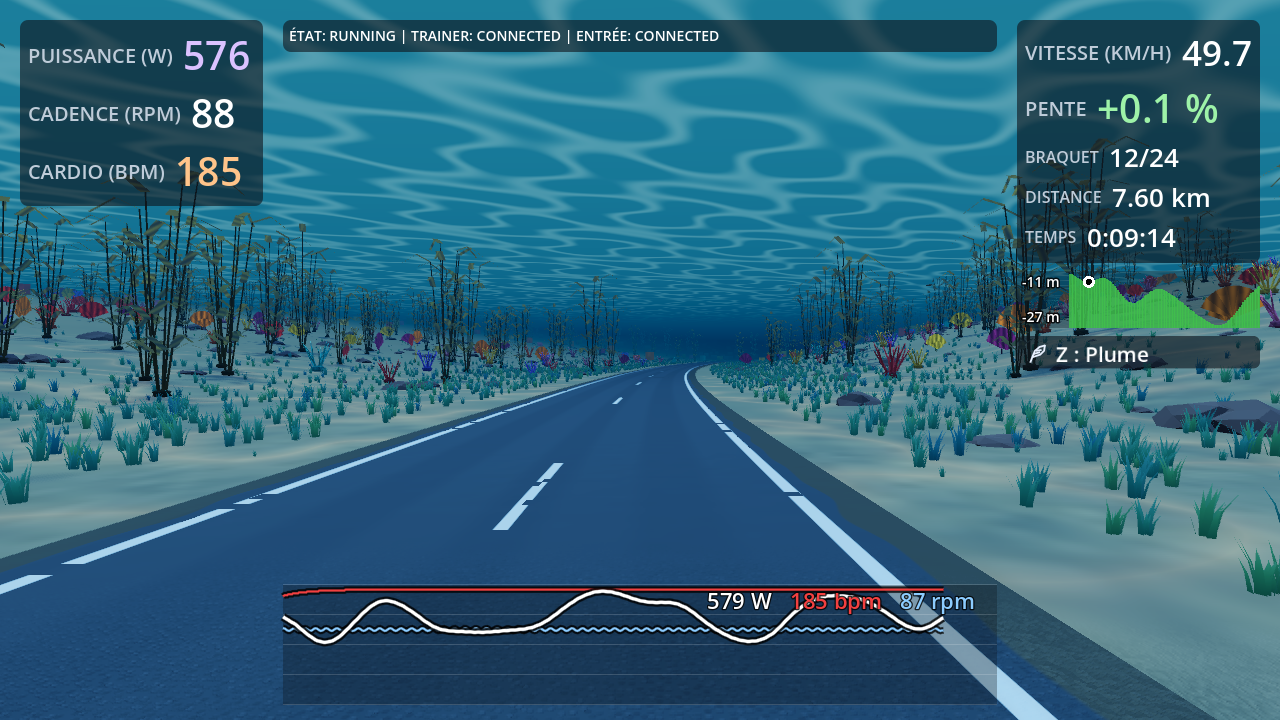 PUISSANCE (W) 576
CADENCE (RPM) 88
CARDIO (BPM) 185
ÉTAT: RUNNING | TRAINER: CONNECTED | ENTRÉE: CONNECTED
VITESSE (KM/H) 49.7
PENTE +0.1 %
BRAQUET 12/24
DISTANCE 7.60 km
TEMPS 0:09:14
-11 m
-27 m
Z : Plume
579 W 185 bpm 87 rpm